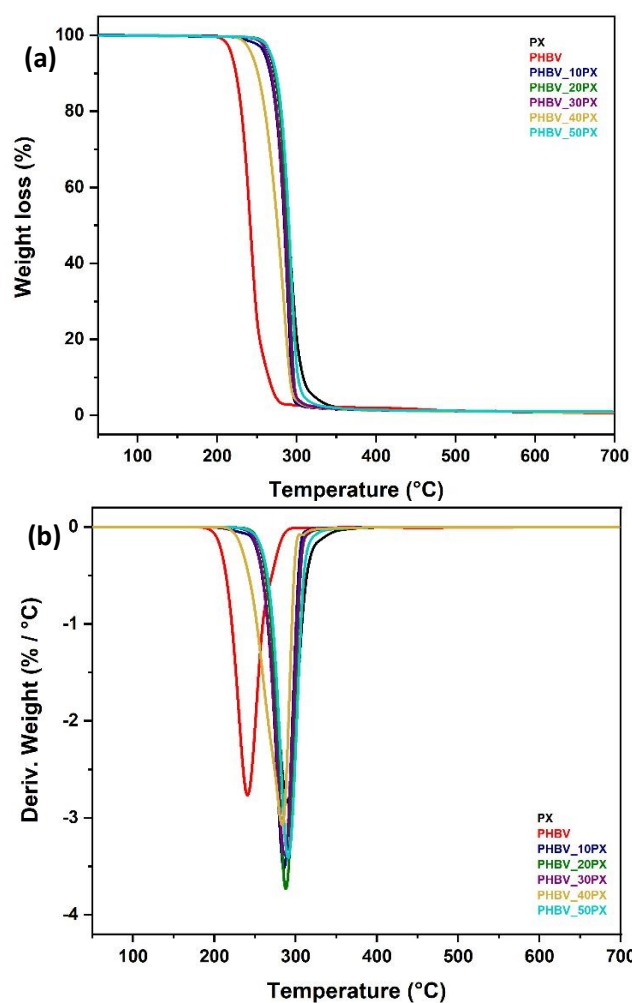 (a)
100
80
60
40
20
0
Weight loss (%)
PX
PHBV
PHBV_10PX
PHBV_20PX
PHBV_30PX
PHBV_40PX
PHBV_50PX
100 200 300 400 500 600 700
Temperature (°C)
(b)
0
-1
-2
-3
-4
Deriv. Weight (% / °C)
PX
PHBV
PHBV_10PX
PHBV_20PX
PHBV_30PX
PHBV_40PX
PHBV_50PX
100 200 300 400 500 600 700
Temperature (°C)